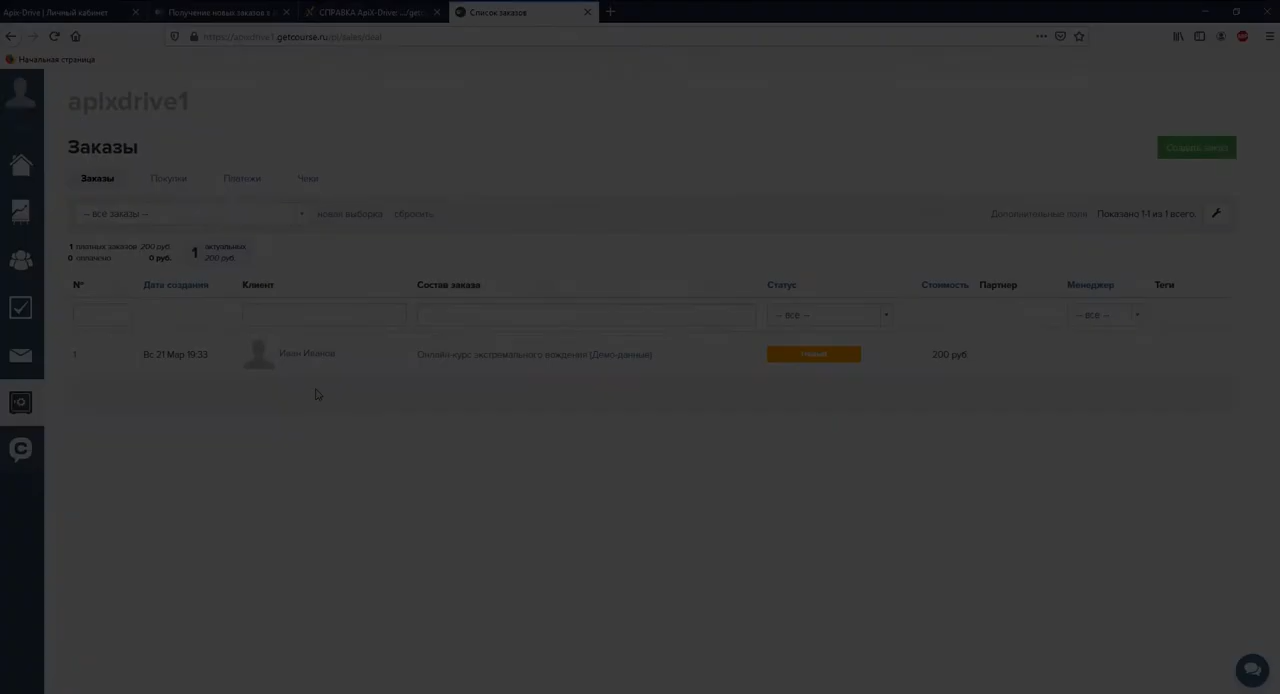 Apix-Drive | Личный кабинет
Получение новых заказов в A
СПРАВКА ApiX-Drive: .../getc
Список заказов
https://apixdrive1.getcourse.ru/pl/sales/deal
Начальная страница
apixdrive1
Заказы
Создать заказ
Заказы Покупки Платежи Чеки
-- все заказы -- новая выборка сбросить Дополнительные поля Показано 1-1 из 1 всего.
1 платных заказов 200 руб. 1 актуальных
0 оплачено 0 руб. 200 руб.
№ Дата создания Клиент Состав заказа Статус Стоимость Партнер Менеджер Теги
-- все -- -- все --
1 Вс 21 Мар 19:33 Иван Иванов Онлайн-курс экстремального вождения (Демо-данные) Новый 200 руб.